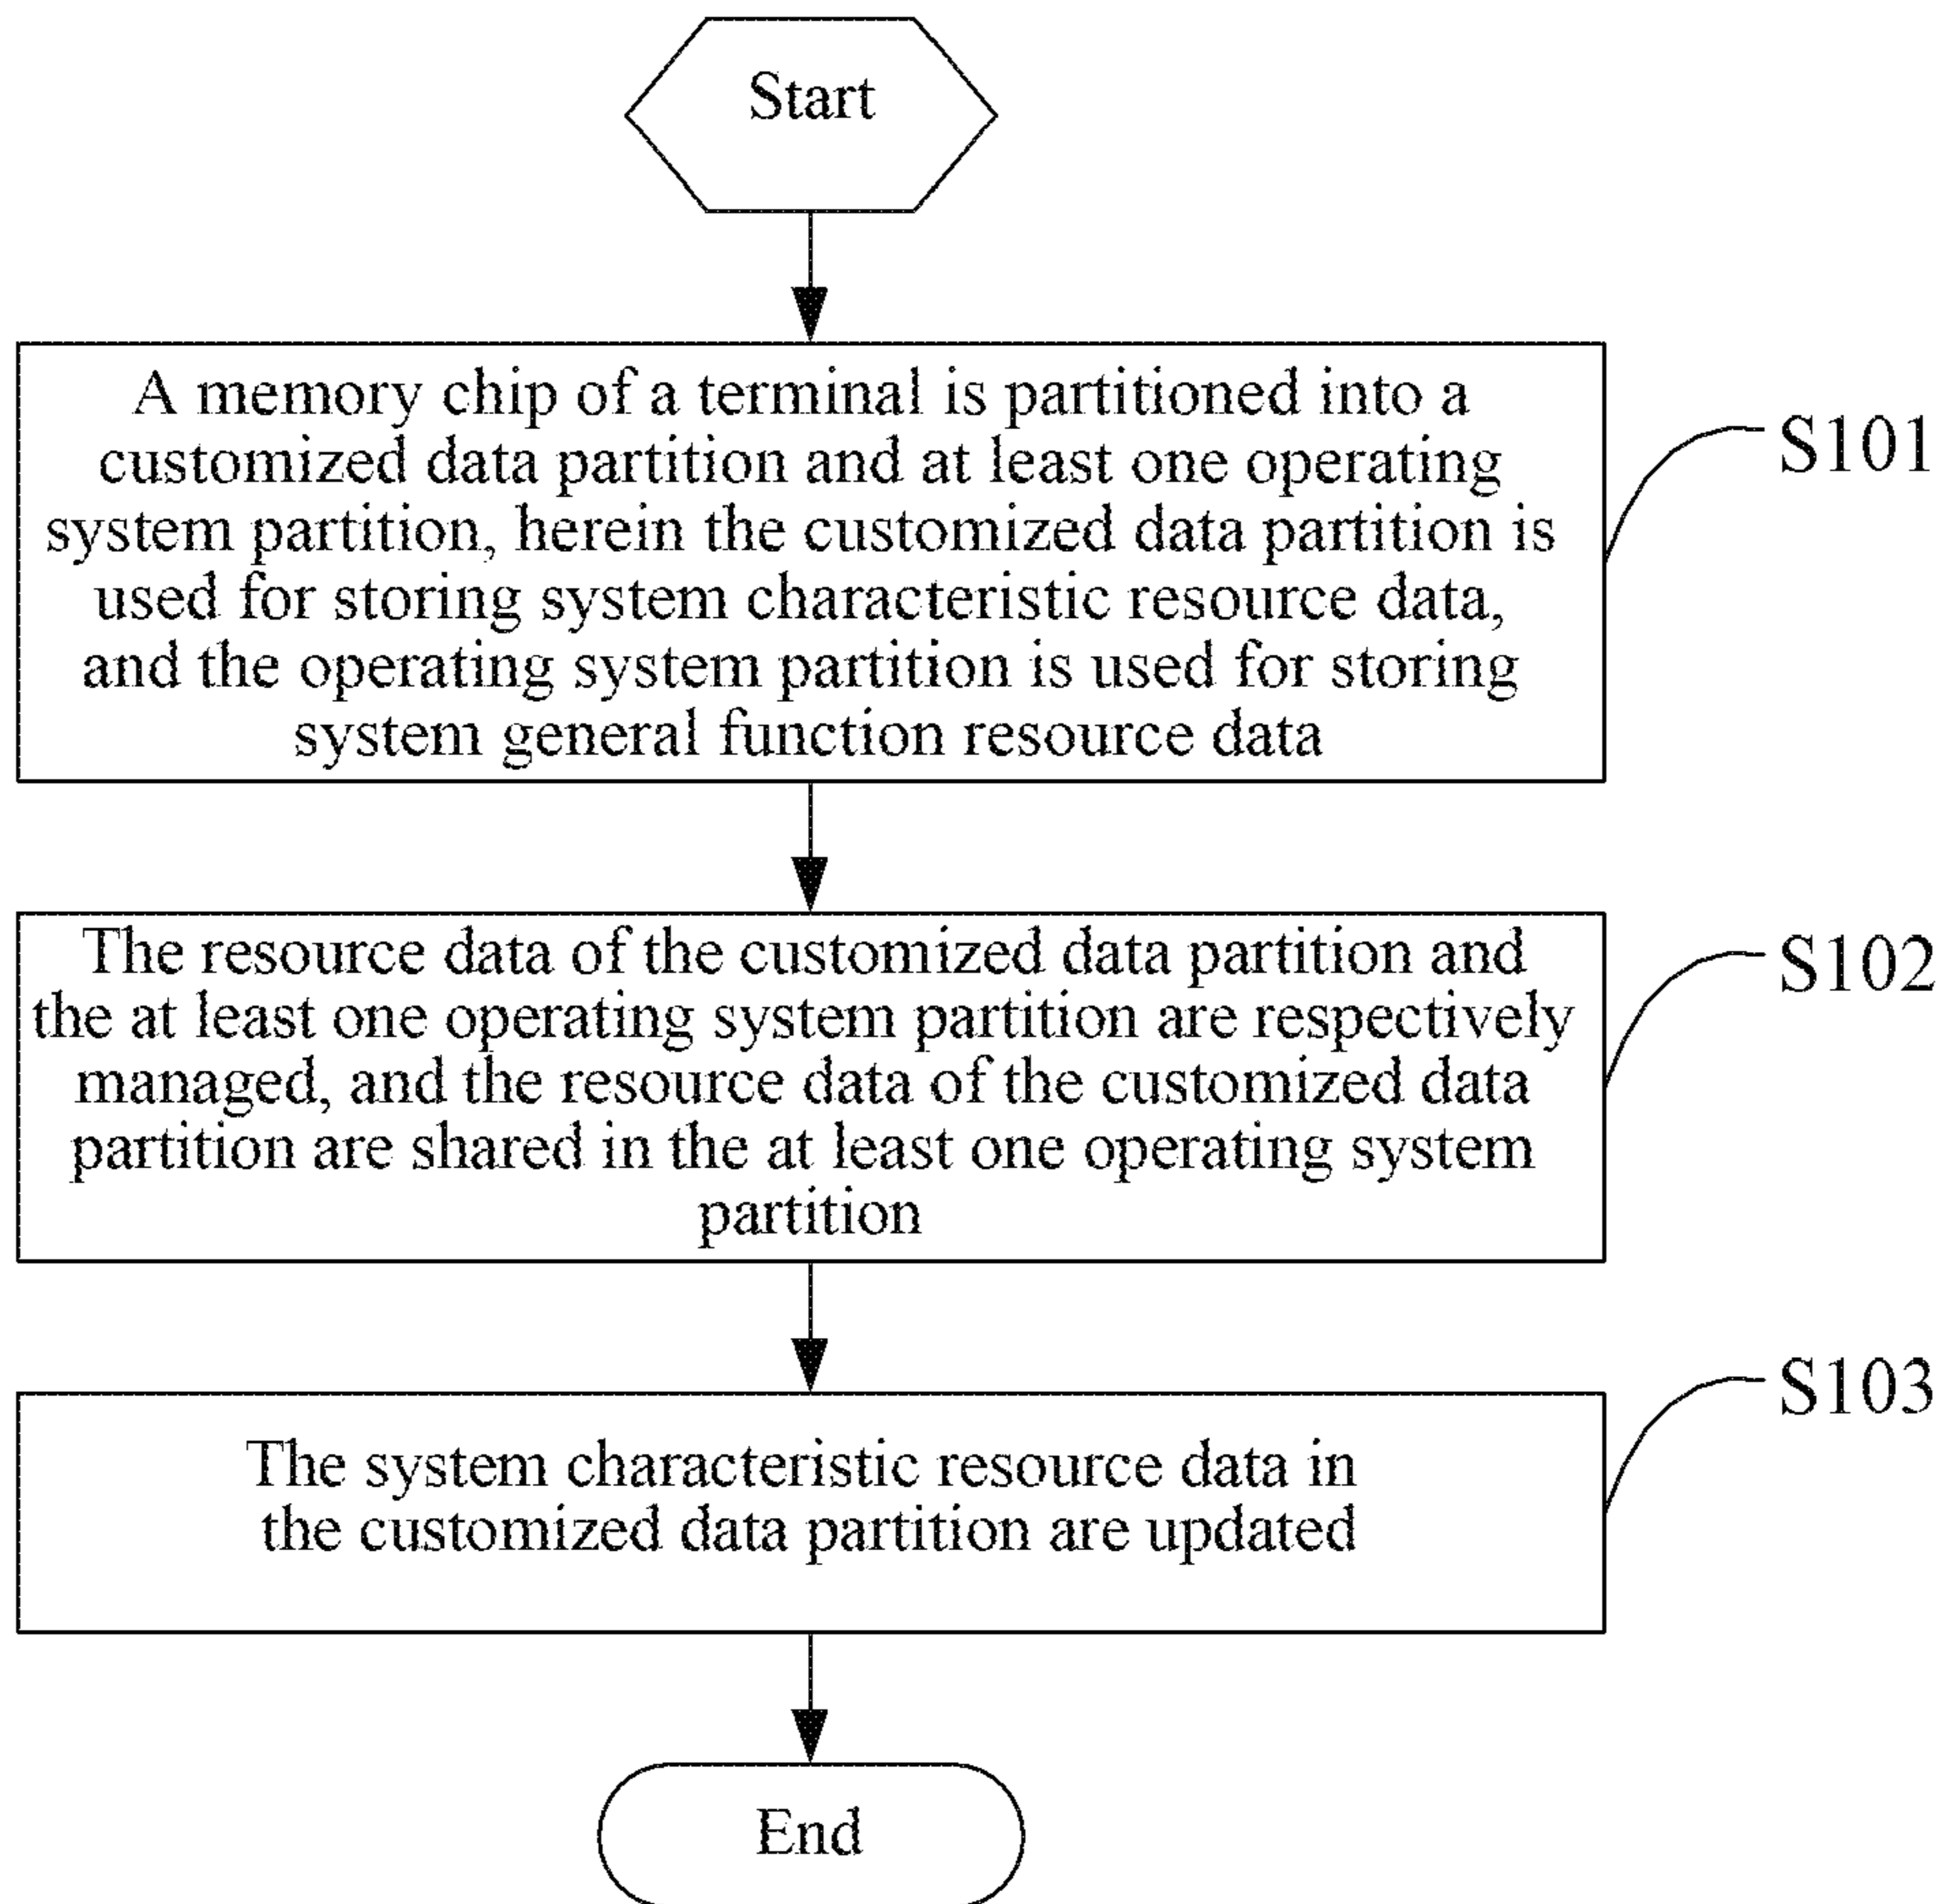 Start
A memory chip of a terminal is partitioned into a
customized data partition and at least one operating
system partition, herein the customized data partition is
used for storing system characteristic resource data,
and the operating system partition is used for storing
system general function resource data
S101
The resource data of the customized data partition and
the at least one operating system partition are respectively
managed, and the resource data of the customized data
partition are shared in the at least one operating system
partition
S102
The system characteristic resource data in
the customized data partition are updated
S103
End